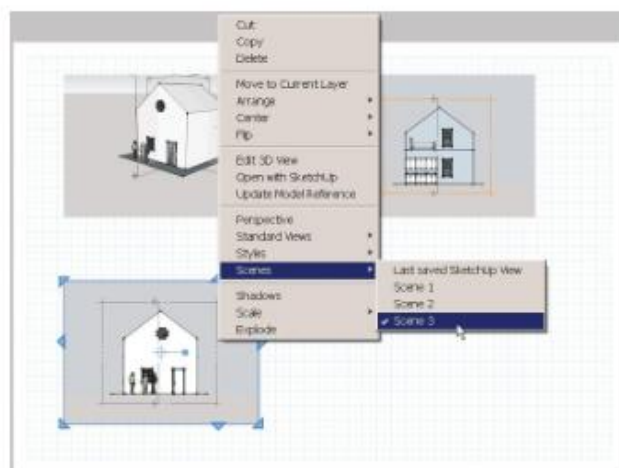 Cut
Copy
Delete
Move to Current Layer
Arrange
Center
Flip
Edit 3D View
Open with SketchUp
Update Model Reference
Perspective
Standard Views
Styles
Scenes
Shadows
Scale
Explode
Last saved SketchUp View
Scene 1
Scene 2
Scene 3